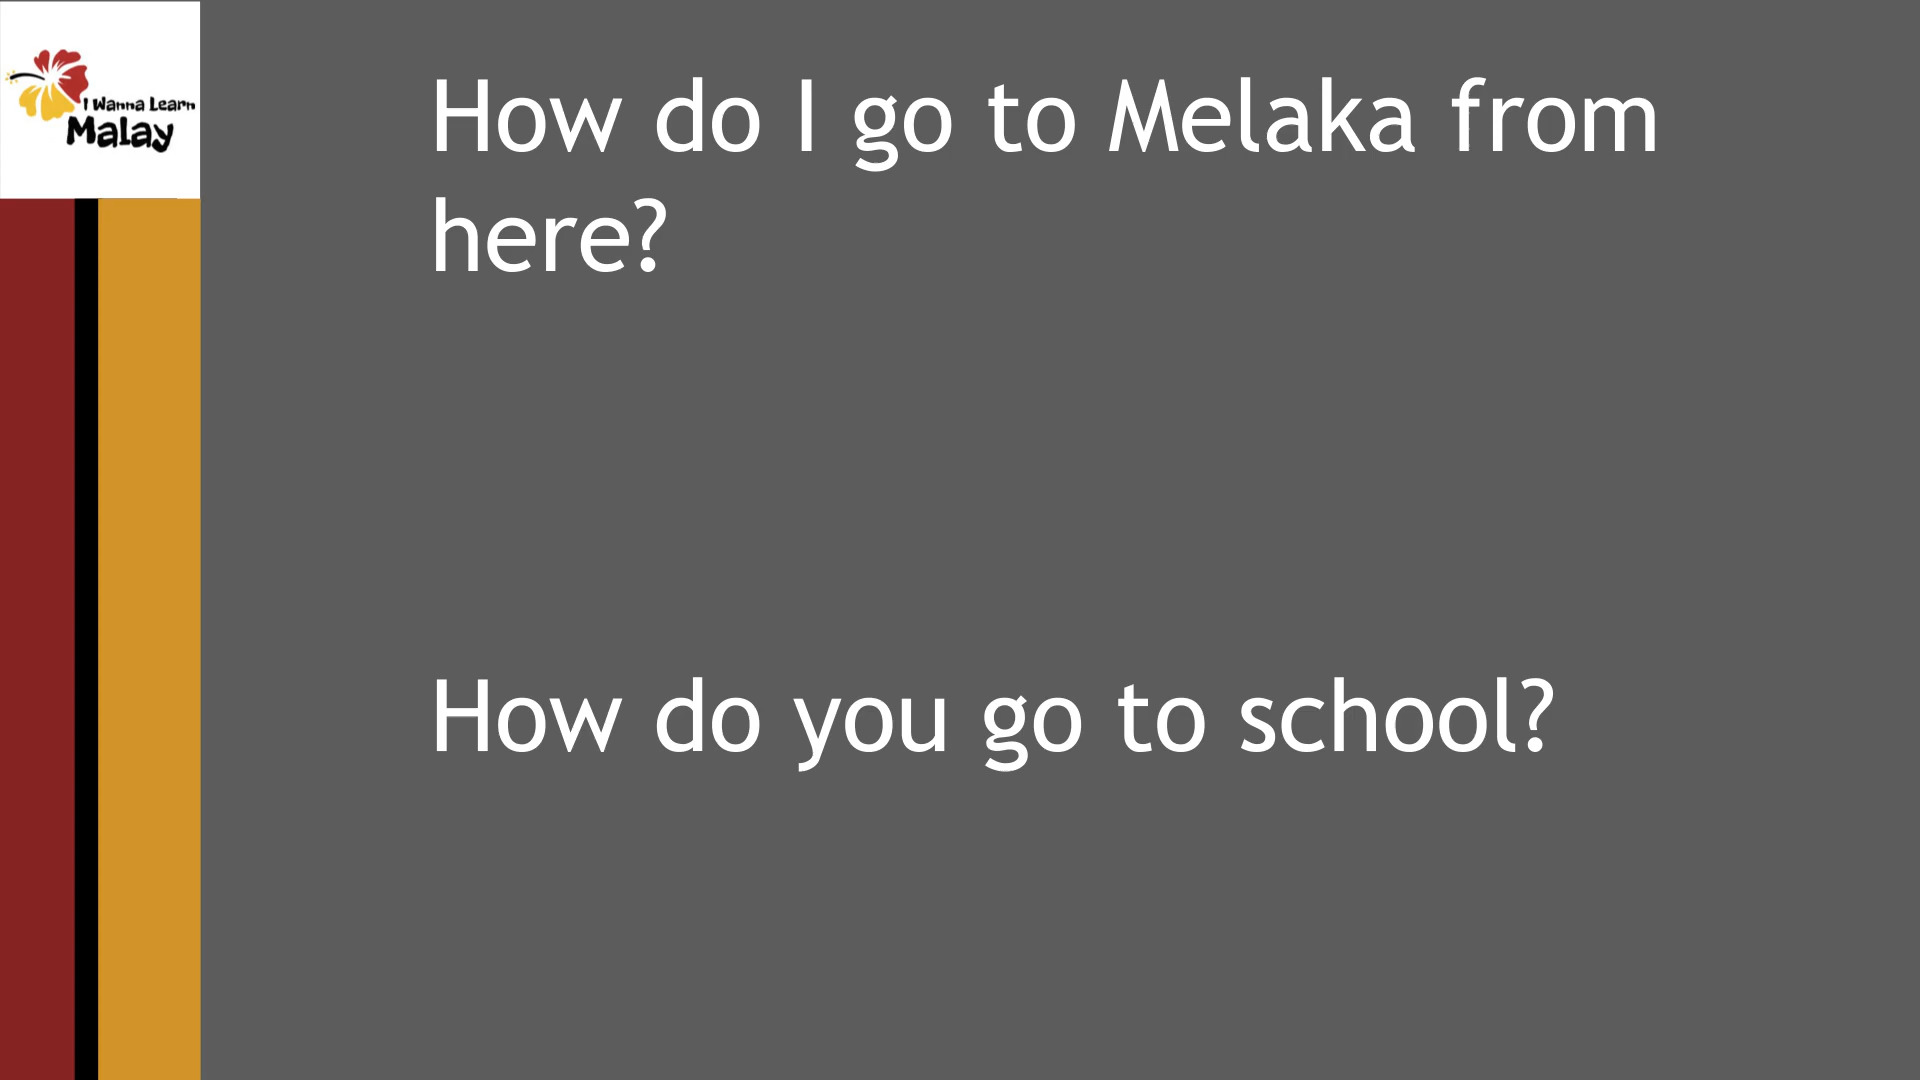 I Wanna Learn
Malay
How do I go to Melaka from
here?
How do you go to school?